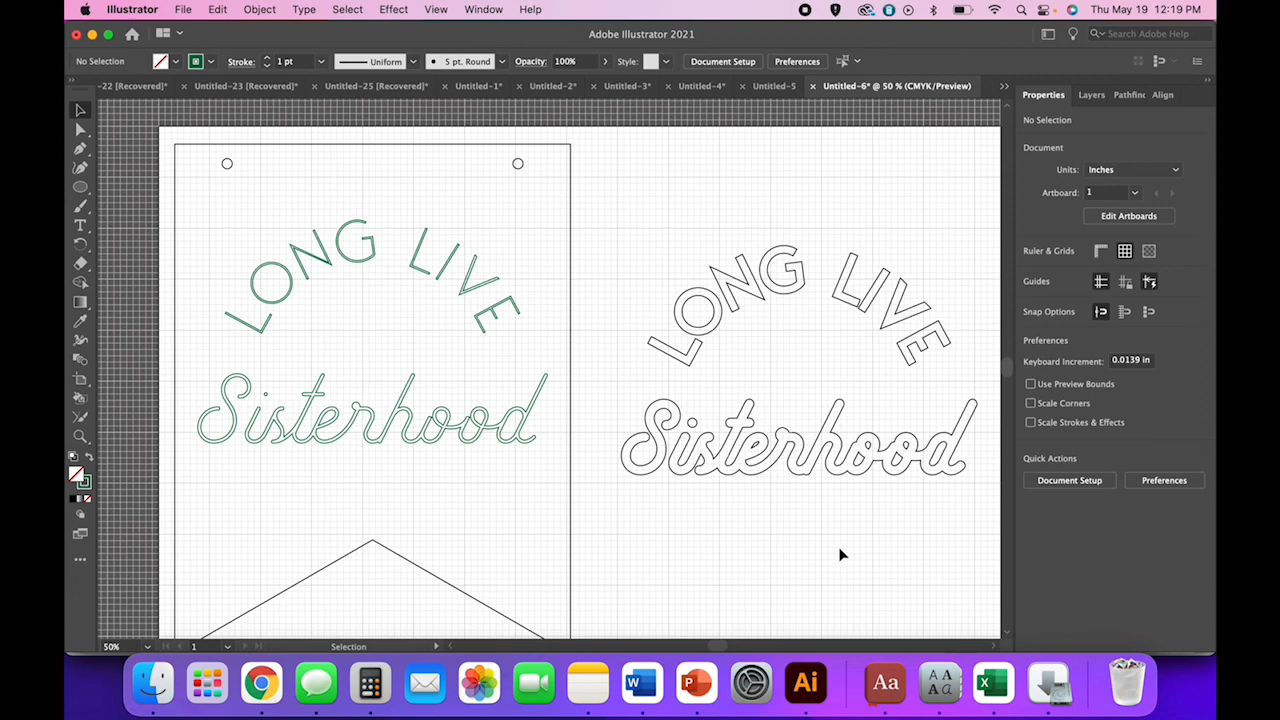 Illustrator File Edit Object Type Select Effect View Window Help Thu May 19 12:19 PM
Adobe Illustrator 2021 Search Adobe Help
No Selection Stroke: 1 pt Uniform 5 pt. Round Opacity: 100% Style: Document Setup Preferences
-22 [Recovered]* × Untitled-23 [Recovered]* × Untitled-25 [Recovered]* × Untitled-1* × Untitled-2* × Untitled-3* × Untitled-4* × Untitled-5 × Untitled-6* @ 50 % (CMYK/Preview)
Properties Layers Pathfinc Align
No Selection
Document
Units: Inches
Artboard: 1
Edit Artboards
Ruler & Grids
Guides
Snap Options
Preferences
Keyboard Increment: 0.0139 in
Use Preview Bounds
Scale Corners
Scale Strokes & Effects
Quick Actions
Document Setup Preferences
LONG LIVE
Sisterhood
LONG LIVE
Sisterhood
50% 1 Selection
W P Ai Aa X